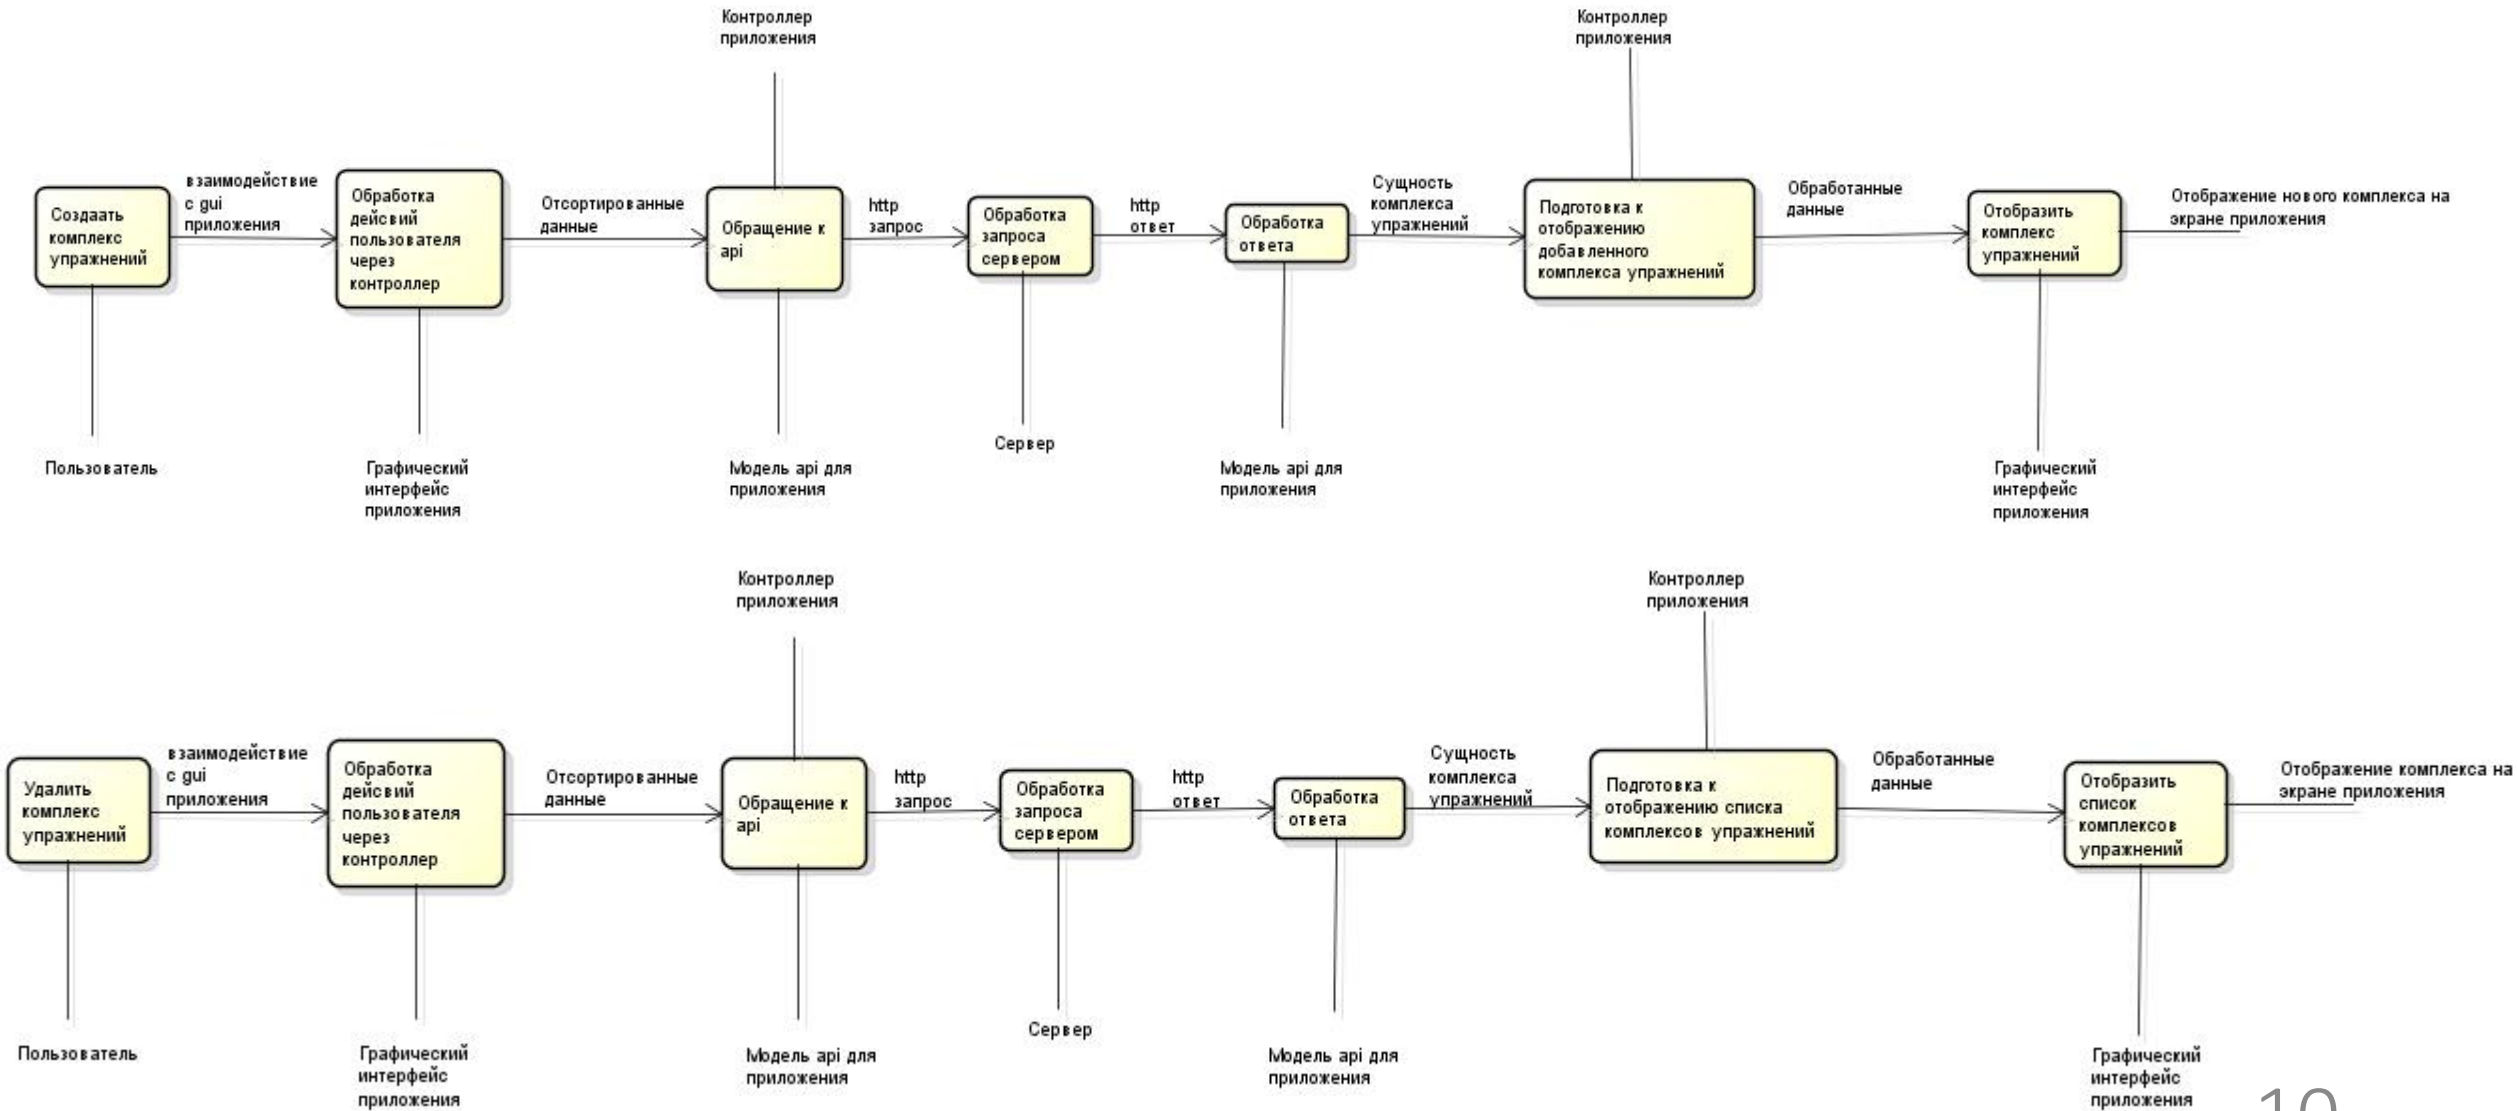 Контроллер
приложения
Контроллер
приложения
Создаать
комплекс
упражнений
взаимодействие
с gui
приложения
Обработка
дейсвий
пользователя
через
контроллер
Отсортированные
данные
Обращение к
api
http
запрос
Обработка
запроса
сервером
http
ответ
Обработка
ответа
Сущность
комплекса
упражнений
Подготовка к
отображению
добавленного
комплекса упражнений
Обработанные
данные
Отобразить
комплекс
упражнений
Отображение нового комплекса на
экране приложения
Пользователь
Графический
интерфейс
приложения
Модель api для
приложения
Сервер
Модель api для
приложения
Графический
интерфейс
приложения
Контроллер
приложения
Контроллер
приложения
Удалить
комплекс
упражнений
взаимодействие
с gui
приложения
Обработка
дейсвий
пользователя
через
контроллер
Отсортированные
данные
Обращение к
api
http
запрос
Обработка
запроса
сервером
http
ответ
Обработка
ответа
Сущность
комплекса
упражнений
Подготовка к
отображению списка
комплексов упражнений
Обработанные
данные
Отобразить
список
комплексов
упражнений
Отображение комплекса на
экране приложения
Пользователь
Графический
интерфейс
приложения
Модель api для
приложения
Сервер
Модель api для
приложения
Графический
интерфейс
приложения
10